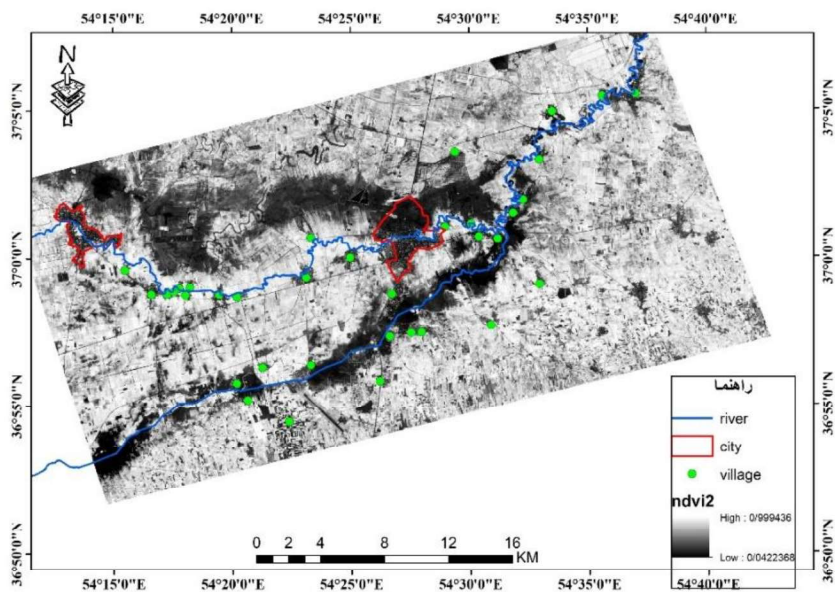 54°15'0"E 54°20'0"E 54°25'0"E 54°30'0"E 54°35'0"E 54°40'0"E
N
37°5'0"N 37°5'0"N
37°0'0"N 37°0'0"N
36°55'0"N 36°55'0"N
36°50'0"N 36°50'0"N
راهنما
river
city
village
ndvi2
High : 0/999436
Low : 0/0422368
0 2 4 8 12 16
KM
54°15'0"E 54°20'0"E 54°25'0"E 54°30'0"E 54°35'0"E 54°40'0"E